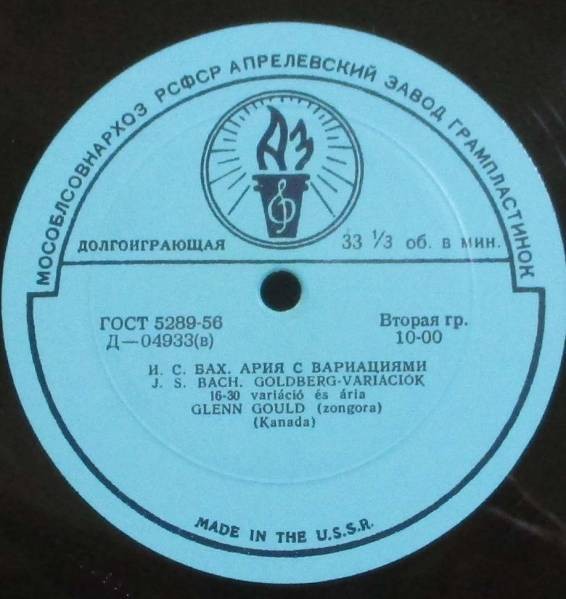 МОСОБЛСОВНАРХОЗ РСФСР АПРЕЛЕВСКИЙ ЗАВОД ГРАМПЛАСТИНОК
АЗ
ДОЛГОИГРАЮЩАЯ 33 1/3 об. в мин.
ГОСТ 5289-56 Вторая гр.
Д—04933(в) 10-00
И. С. БАХ. АРИЯ С ВАРИАЦИЯМИ
J. S. BACH. GOLDBERG-VARIACIÓK
16-30 variáció és ária
GLENN GOULD (zongora)
(Kanada)
MADE IN THE U.S.S.R.